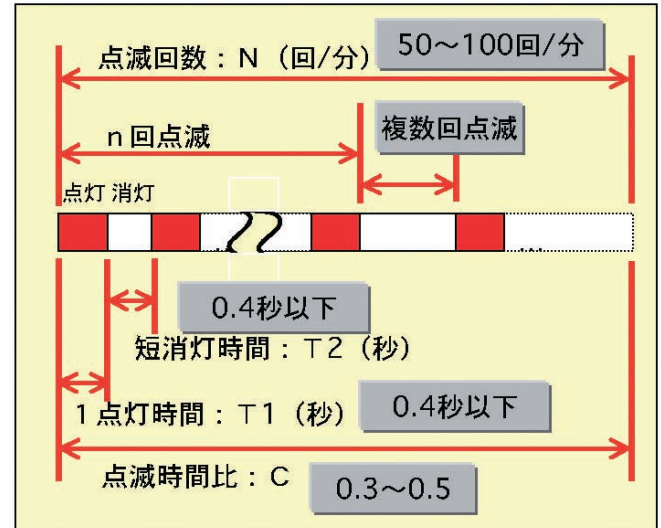 点滅回数：N（回/分） 50～100回/分
n回点滅 複数回点滅
点灯 消灯
0.4秒以下
短消灯時間：T2（秒）
1点灯時間：T1（秒） 0.4秒以下
点滅時間比：C 0.3～0.5